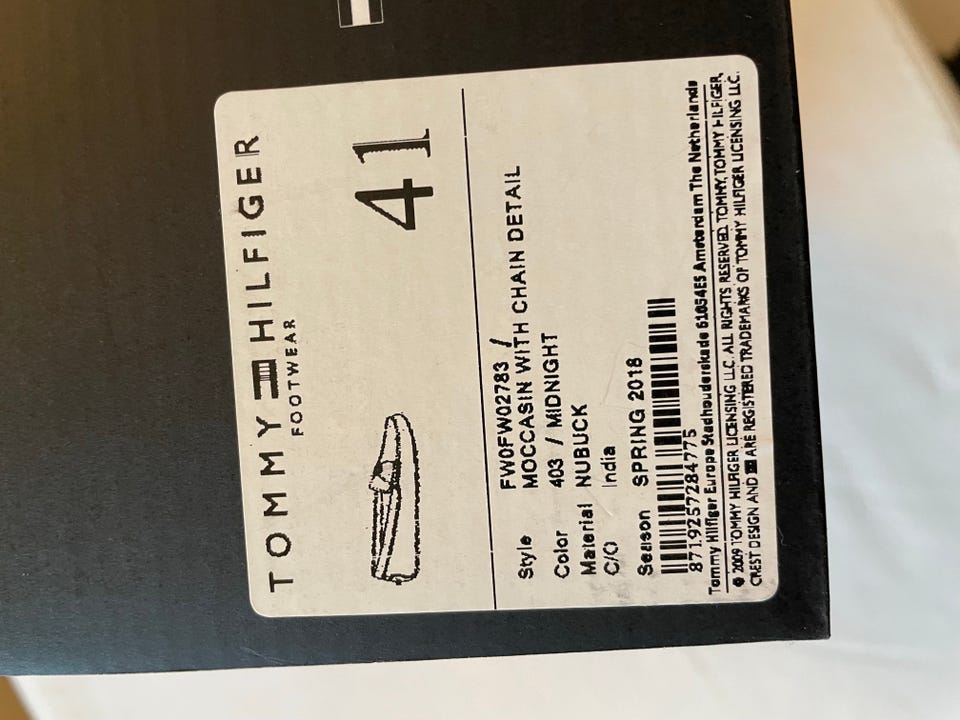 TOMMY HILFIGER
FOOTWEAR
41
Style FW0FW02783 /
MOCCASIN WITH CHAIN DETAIL
Color 403 / MIDNIGHT
Material NUBUCK
C/O India
Season SPRING 2018
8719257284775
Tommy Hilfiger Europe Stadhouderskade 61054ES Amsterdam The Netherlands
© 2009 TOMMY HILFIGER LICENSING LLC. ALL RIGHTS RESERVED. TOMMY, TOMMY HILFIGER,
CREST DESIGN AND ARE REGISTERED TRADEMARKS OF TOMMY HILFIGER LICENSING LLC.